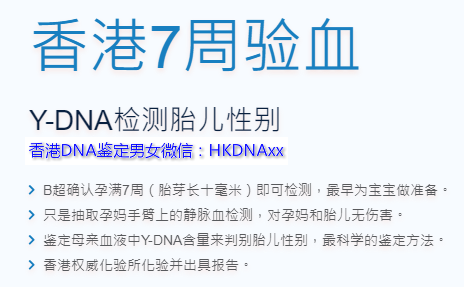 香港7周验血
Y-DNA检测胎儿性别
香港DNA鉴定男女微信：HKDNAxx
B超确认孕满7周（胎芽长十毫米）即可检测，最早为宝宝做准备。
只是抽取孕妈手臂上的静脉血检测，对孕妈和胎儿无伤害。
鉴定母亲血液中Y-DNA含量来判别胎儿性别，最科学的鉴定方法。
香港权威化验所化验并出具报告。